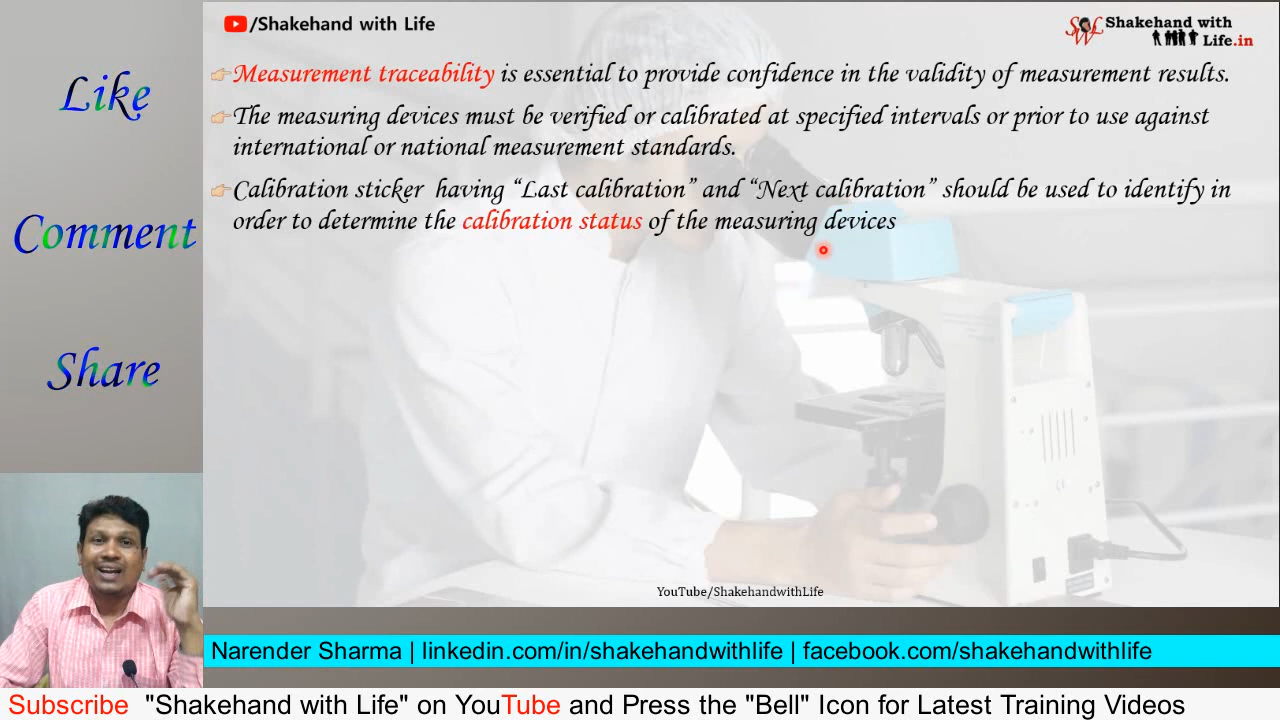 /Shakehand with Life
Shakehand with
Life.in
Like
Comment
Share
Measurement traceability is essential to provide confidence in the validity of measurement results.
The measuring devices must be verified or calibrated at specified intervals or prior to use against
international or national measurement standards.
Calibration sticker having “Last calibration” and “Next calibration” should be used to identify in
order to determine the calibration status of the measuring devices
YouTube/ShakehandwithLife
Narender Sharma | linkedin.com/in/shakehandwithlife | facebook.com/shakehandwithlife
Subscribe "Shakehand with Life" on YouTube and Press the "Bell" Icon for Latest Training Videos